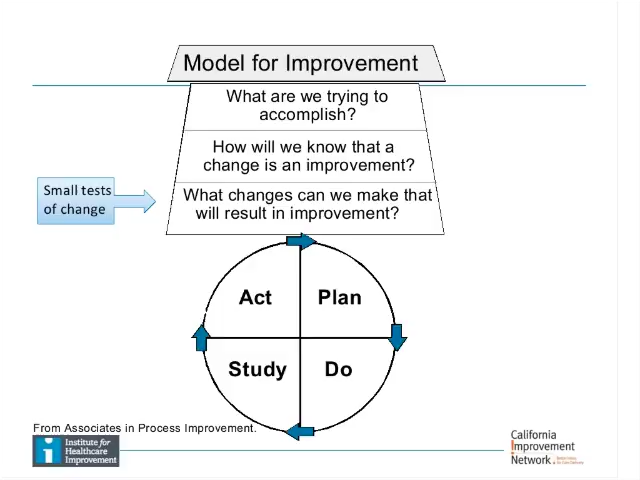 Model for Improvement
What are we trying to
accomplish?
How will we know that a
change is an improvement?
Small tests
of change
What changes can we make that
will result in improvement?
Act
Plan
Study
Do
From Associates in Process Improvement.
Institute for
Healthcare
Improvement
California
Improvement
Network